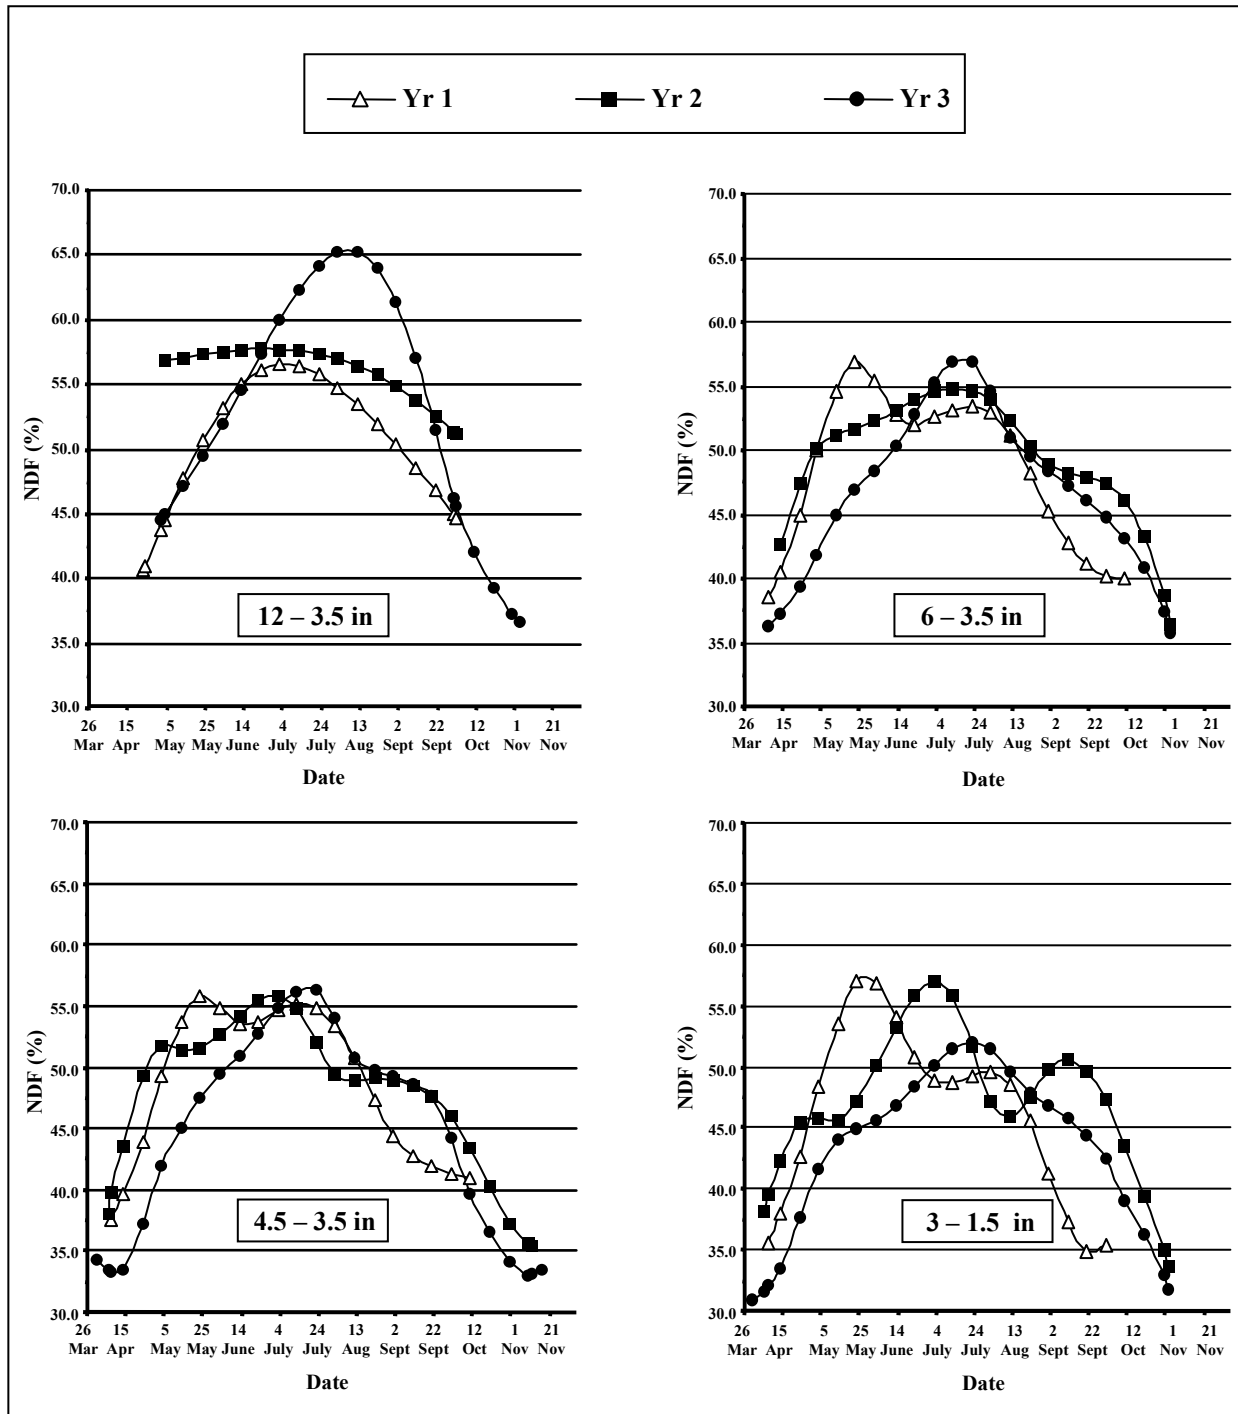 Yr 1 Yr 2 Yr 3
70.0
65.0
60.0
55.0
50.0
45.0
40.0
35.0
30.0
NDF (%)
12 – 3.5 in
26 15 5 25 14 4 24 13 2 22 12 1 21
Mar Apr May May June July July Aug Sept Sept Oct Nov Nov
Date
70.0
65.0
60.0
55.0
50.0
45.0
40.0
35.0
30.0
NDF (%)
6 – 3.5 in
26 15 5 25 14 4 24 13 2 22 12 1 21
Mar Apr May May June July July Aug Sept Sept Oct Nov Nov
Date
70.0
65.0
60.0
55.0
50.0
45.0
40.0
35.0
30.0
NDF (%)
4.5 – 3.5 in
26 15 5 25 14 4 24 13 2 22 12 1 21
Mar Apr May May June July July Aug Sept Sept Oct Nov Nov
Date
70.0
65.0
60.0
55.0
50.0
45.0
40.0
35.0
30.0
NDF (%)
3 – 1.5 in
26 15 5 25 14 4 24 13 2 22 12 1 21
Mar Apr May May June July July Aug Sept Sept Oct Nov Nov
Date